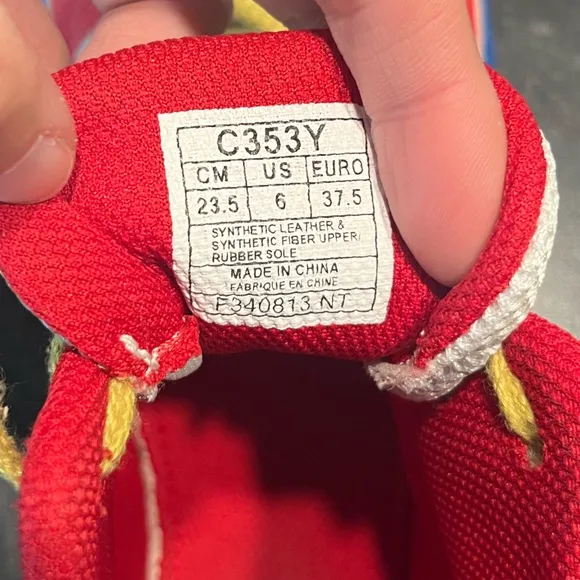 C353Y
CM US EURO
23.5 6 37.5
SYNTHETIC LEATHER &
SYNTHETIC FIBER UPPER/
RUBBER SOLE
MADE IN CHINA
FABRIQUE EN CHINE
F340813 NT